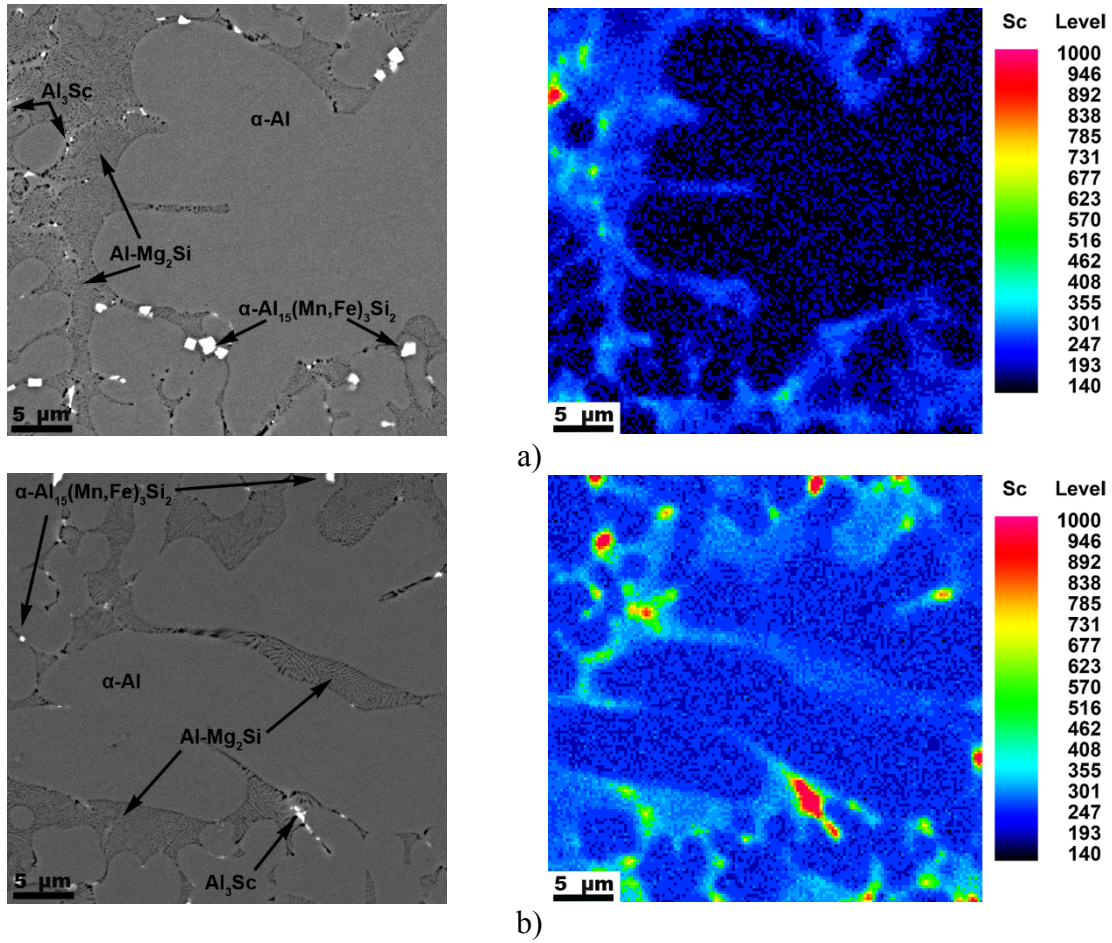 Al₃Sc
α-Al
Al-Mg₂Si
α-Al₁₅(Mn,Fe)₃Si₂
5 μm
5 μm
Sc Level
1000
946
892
838
785
731
677
623
570
516
462
408
355
301
247
193
140
a)
α-Al₁₅(Mn,Fe)₃Si₂
α-Al
Al-Mg₂Si
Al₃Sc
5 μm
5 μm
Sc Level
1000
946
892
838
785
731
677
623
570
516
462
408
355
301
247
193
140
b)